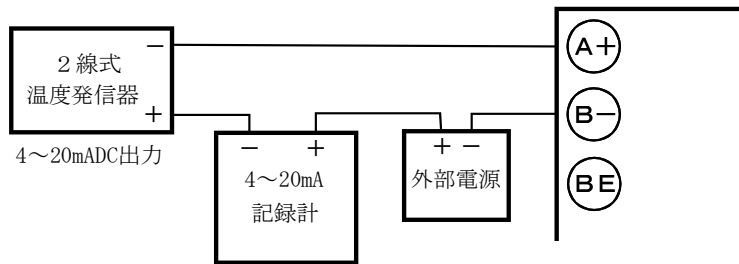 －
２線式
温度発信器
＋
4～20mADC出力
－ ＋
4～20mA
記録計
＋ －
外部電源
A＋
B－
BE